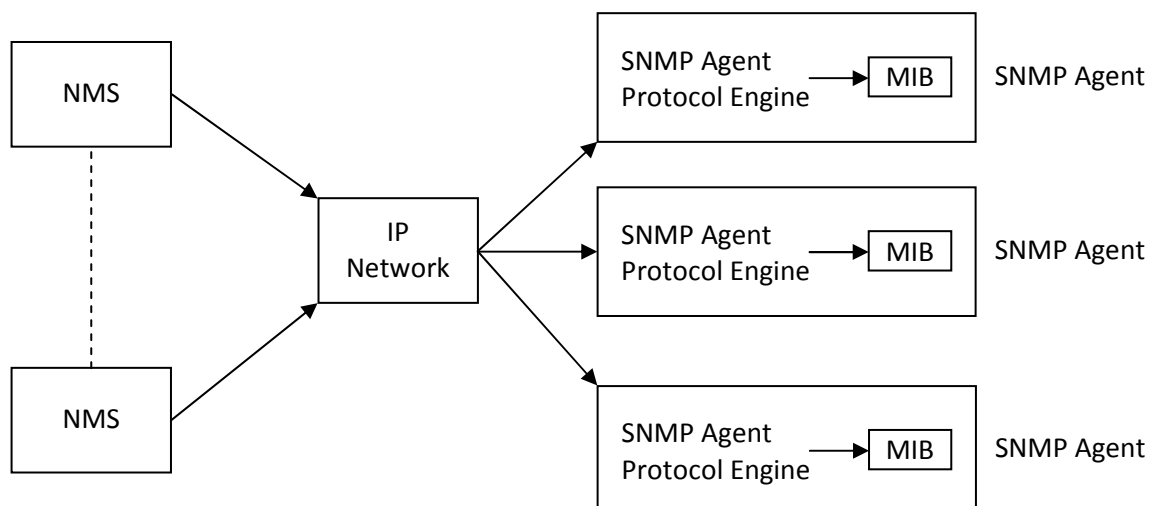 NMS
NMS
IP
Network
SNMP Agent
Protocol Engine
MIB
SNMP Agent
SNMP Agent
Protocol Engine
MIB
SNMP Agent
SNMP Agent
Protocol Engine
MIB
SNMP Agent